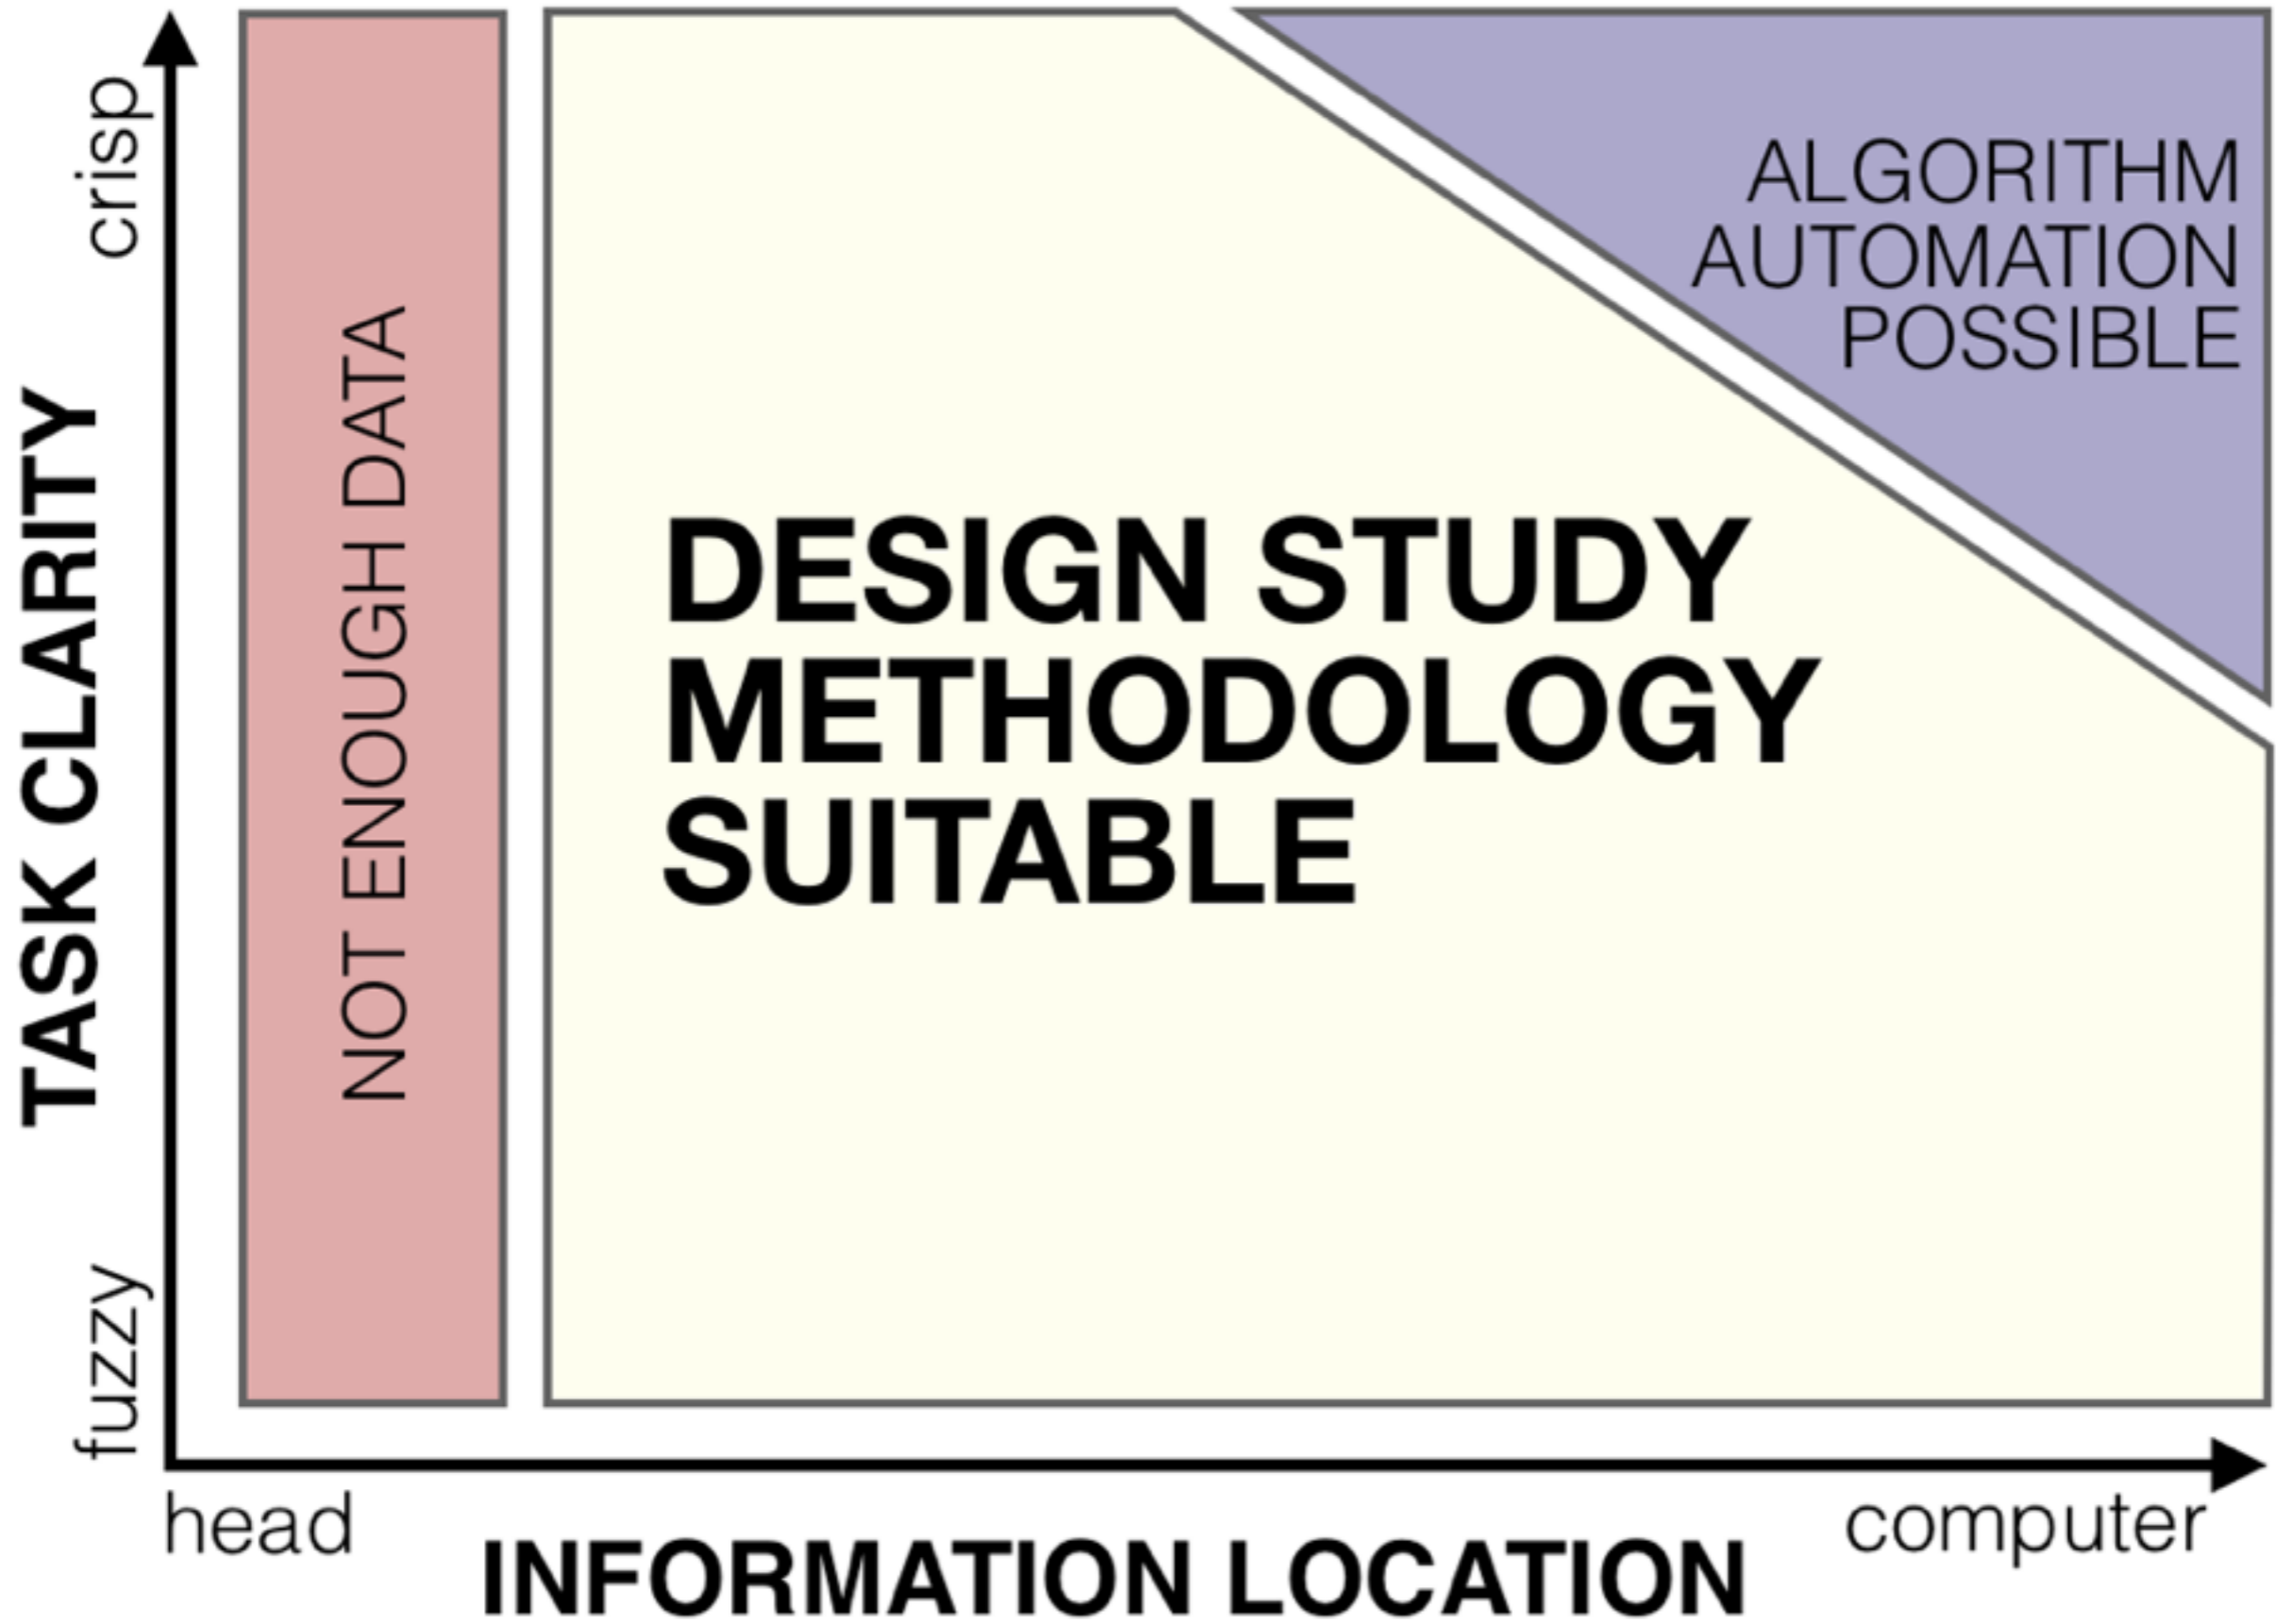 TASK CLARITY
crisp
fuzzy
NOT ENOUGH DATA
DESIGN STUDY
METHODOLOGY
SUITABLE
ALGORITHM
AUTOMATION
POSSIBLE
head
computer
INFORMATION LOCATION